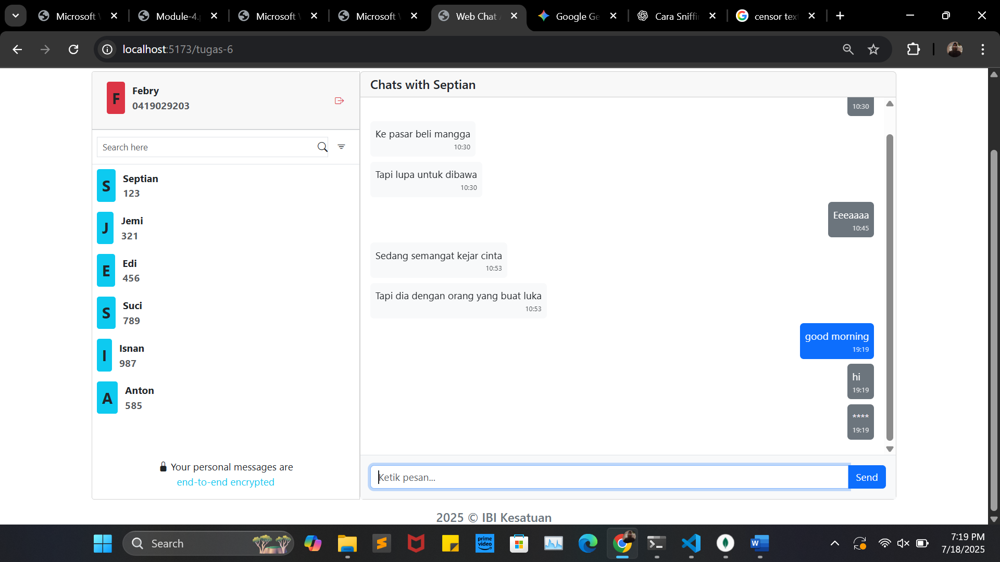 Microsoft
Module-4.
Microsoft
Microsoft
Web Chat
Google Ge
Cara Sniffi
censor tex
localhost:5173/tugas-6
F
Febry
0419029203
Search here
S
Septian
123
J
Jemi
321
E
Edi
456
S
Suci
789
I
Isnan
987
A
Anton
585
Your personal messages are
end-to-end encrypted
Chats with Septian
10:30
Ke pasar beli mangga
10:30
Tapi lupa untuk dibawa
10:30
Eeeaaaa
10:45
Sedang semangat kejar cinta
10:53
Tapi dia dengan orang yang buat luka
10:53
good morning
19:19
hi
19:19
****
19:19
Ketik pesan...
Send
2025 © IBI Kesatuan
Search
prime
video
W
7:19 PM
7/18/2025